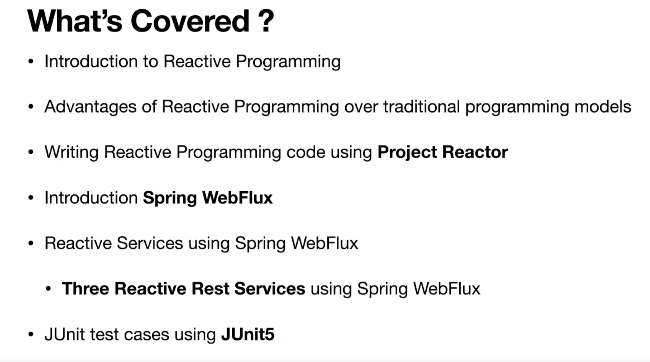 What's Covered ?
• Introduction to Reactive Programming
• Advantages of Reactive Programming over traditional programming models
• Writing Reactive Programming code using Project Reactor
• Introduction Spring WebFlux
• Reactive Services using Spring WebFlux
• Three Reactive Rest Services using Spring WebFlux
• JUnit test cases using JUnit5